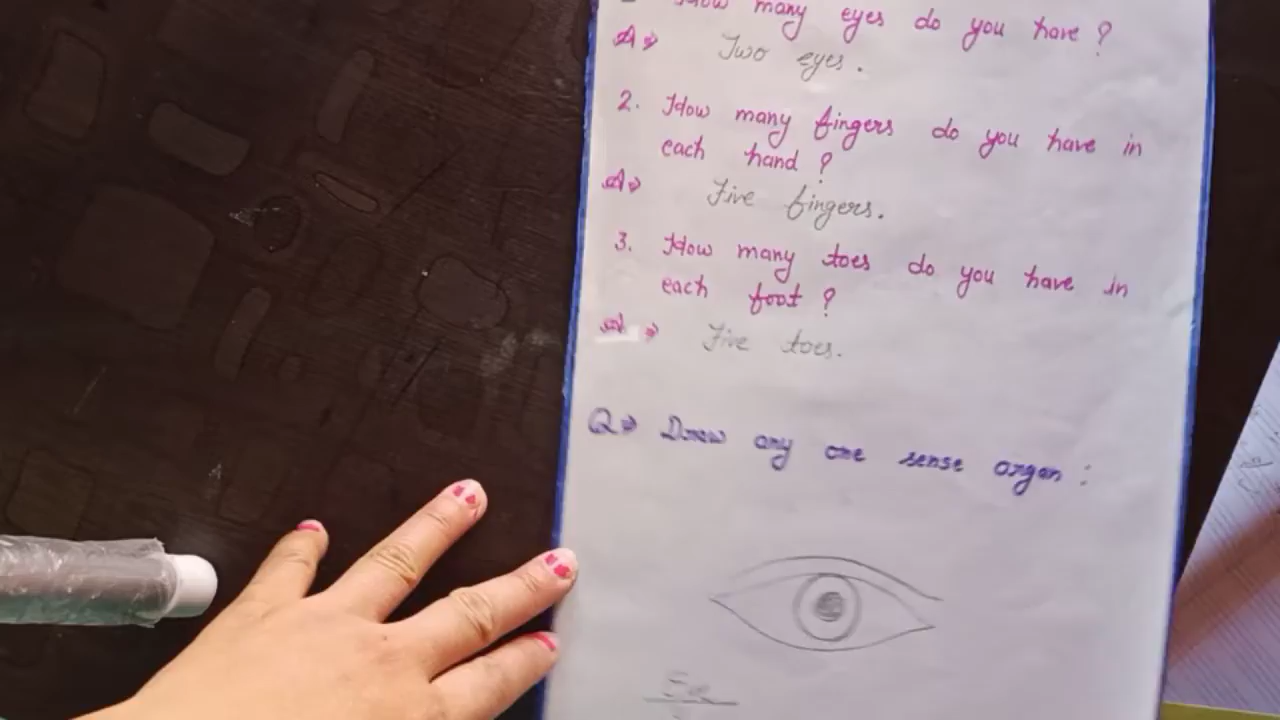 How many eyes do you have ?
A⇒ Two eyes.
2. How many fingers do you have in
each hand ?
A⇒ Five fingers.
3. How many toes do you have in
each foot ?
A⇒ Five toes.
Q⇒ Draw any one sense organ :